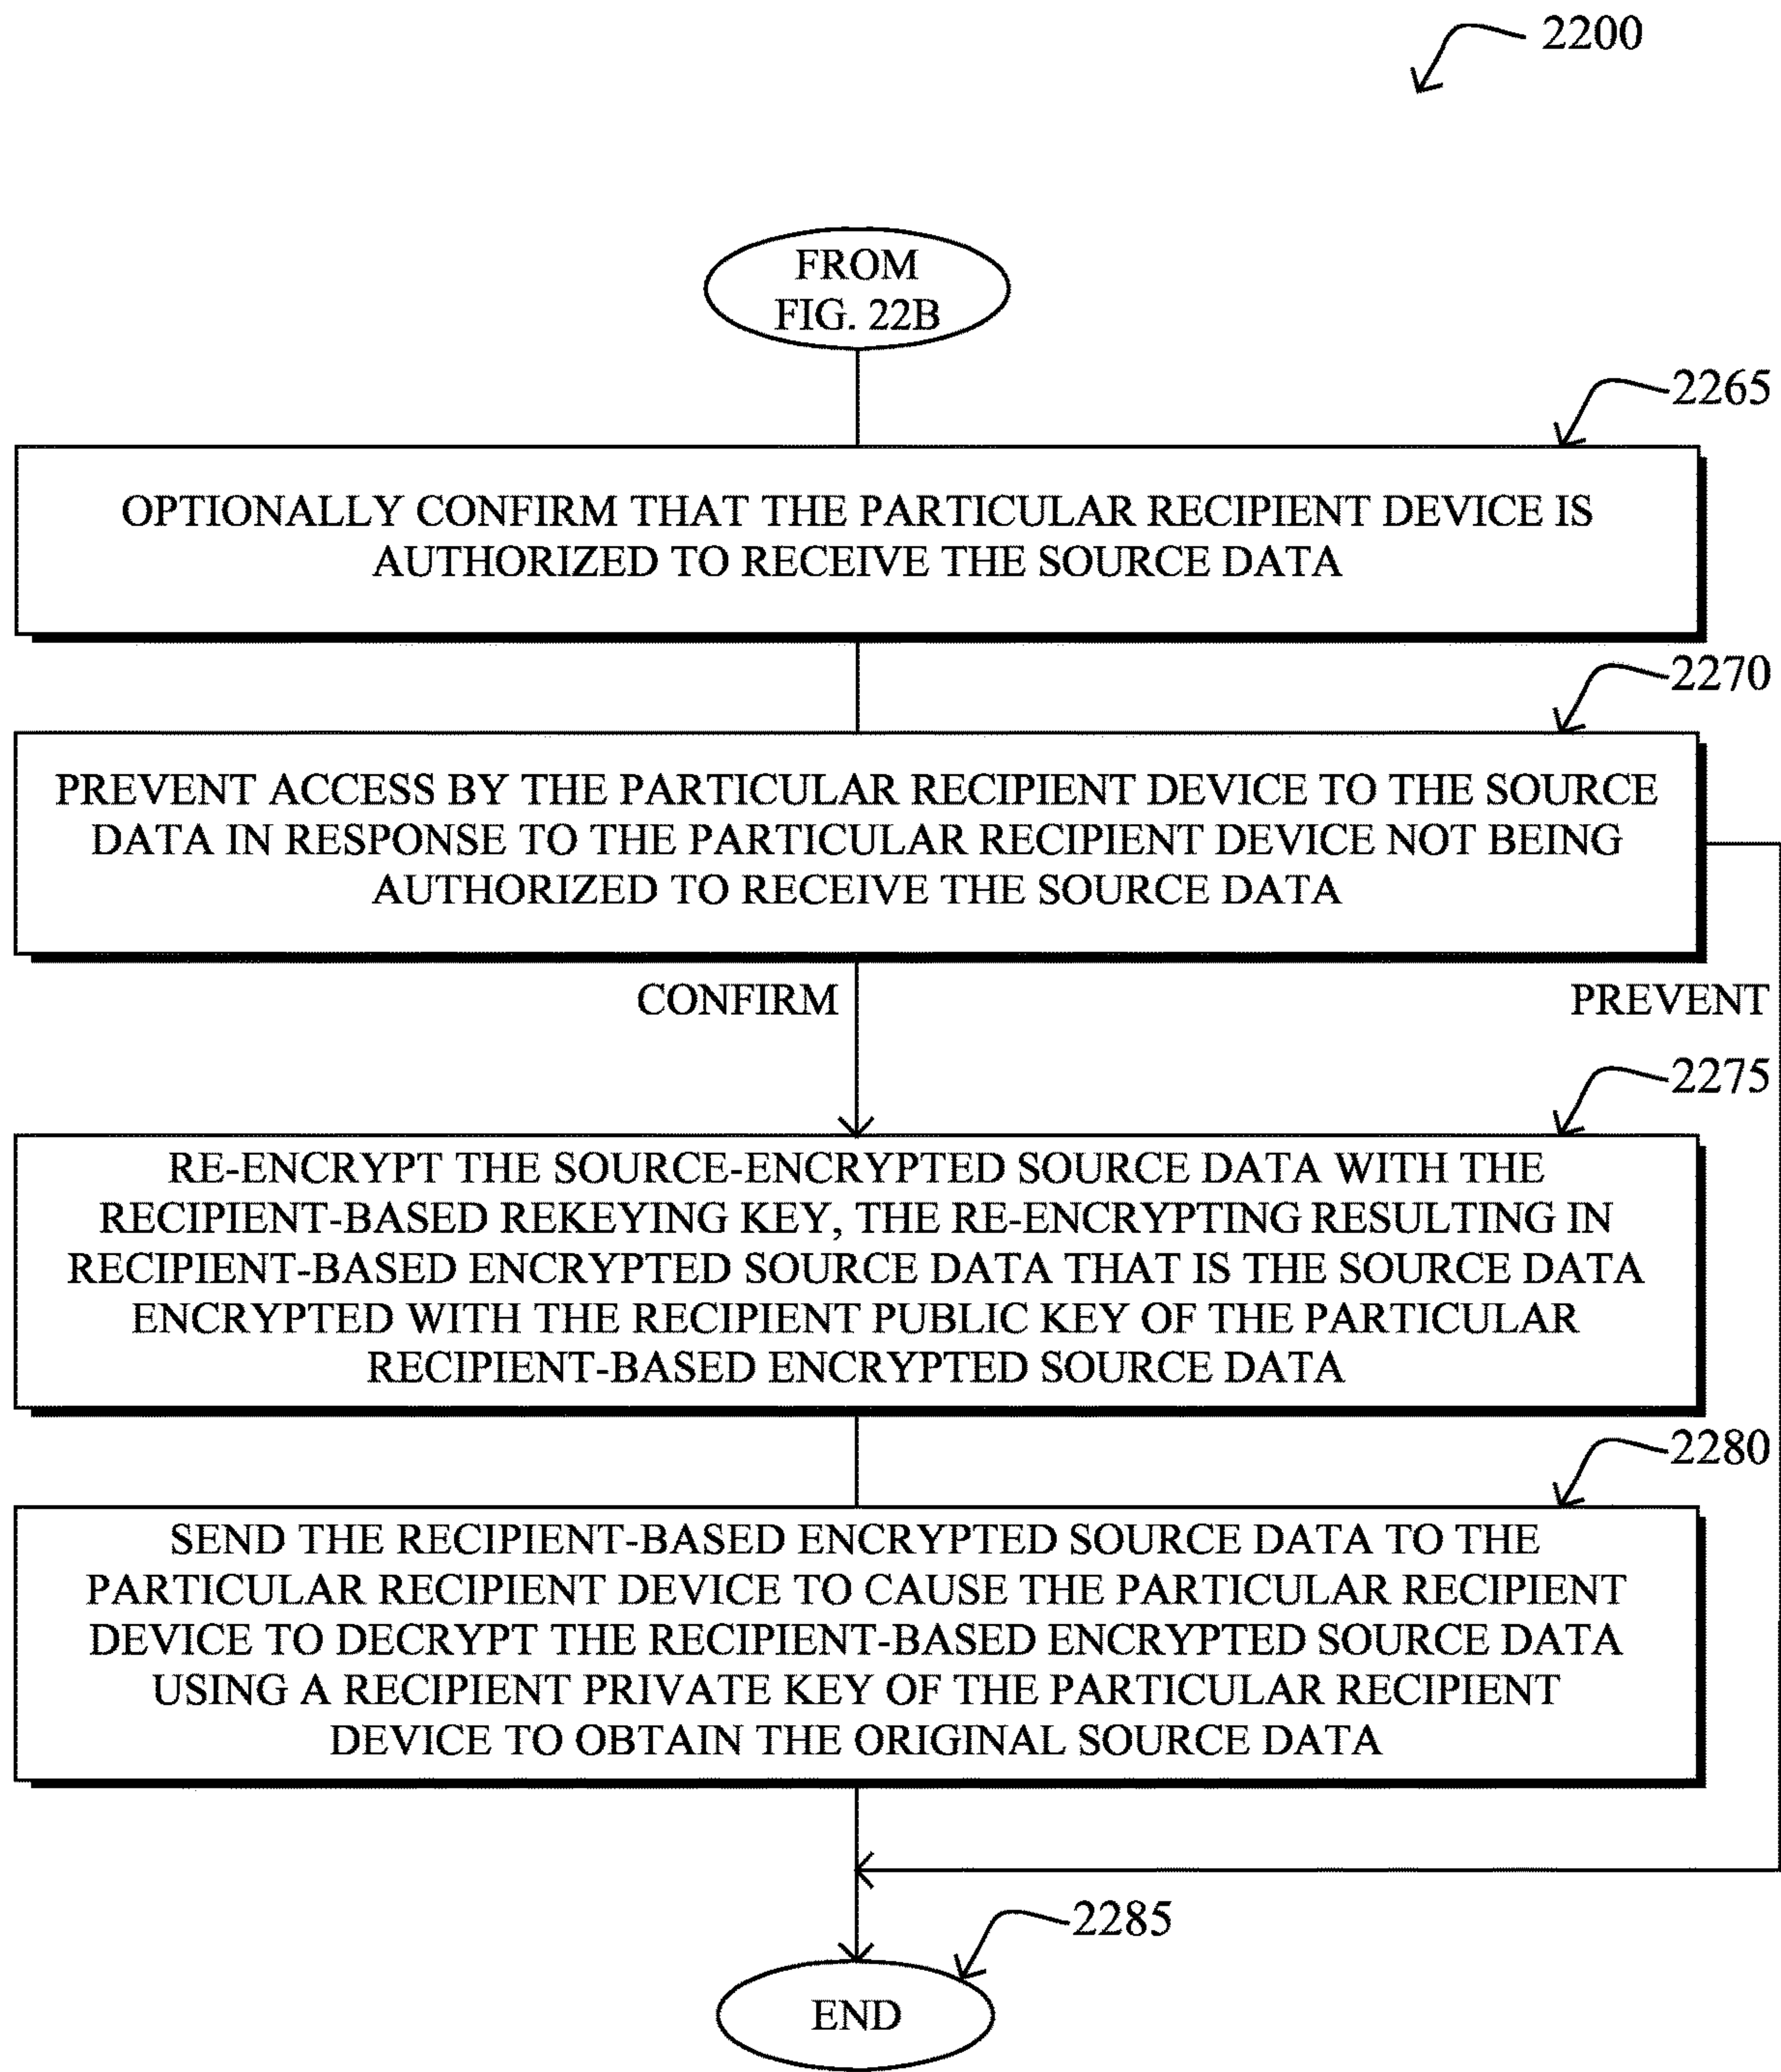 2200
FROM
FIG. 22B
2265
OPTIONALLY CONFIRM THAT THE PARTICULAR RECIPIENT DEVICE IS
AUTHORIZED TO RECEIVE THE SOURCE DATA
2270
PREVENT ACCESS BY THE PARTICULAR RECIPIENT DEVICE TO THE SOURCE
DATA IN RESPONSE TO THE PARTICULAR RECIPIENT DEVICE NOT BEING
AUTHORIZED TO RECEIVE THE SOURCE DATA
CONFIRM
PREVENT
2275
RE-ENCRYPT THE SOURCE-ENCRYPTED SOURCE DATA WITH THE
RECIPIENT-BASED REKEYING KEY, THE RE-ENCRYPTING RESULTING IN
RECIPIENT-BASED ENCRYPTED SOURCE DATA THAT IS THE SOURCE DATA
ENCRYPTED WITH THE RECIPIENT PUBLIC KEY OF THE PARTICULAR
RECIPIENT-BASED ENCRYPTED SOURCE DATA
2280
SEND THE RECIPIENT-BASED ENCRYPTED SOURCE DATA TO THE
PARTICULAR RECIPIENT DEVICE TO CAUSE THE PARTICULAR RECIPIENT
DEVICE TO DECRYPT THE RECIPIENT-BASED ENCRYPTED SOURCE DATA
USING A RECIPIENT PRIVATE KEY OF THE PARTICULAR RECIPIENT
DEVICE TO OBTAIN THE ORIGINAL SOURCE DATA
2285
END